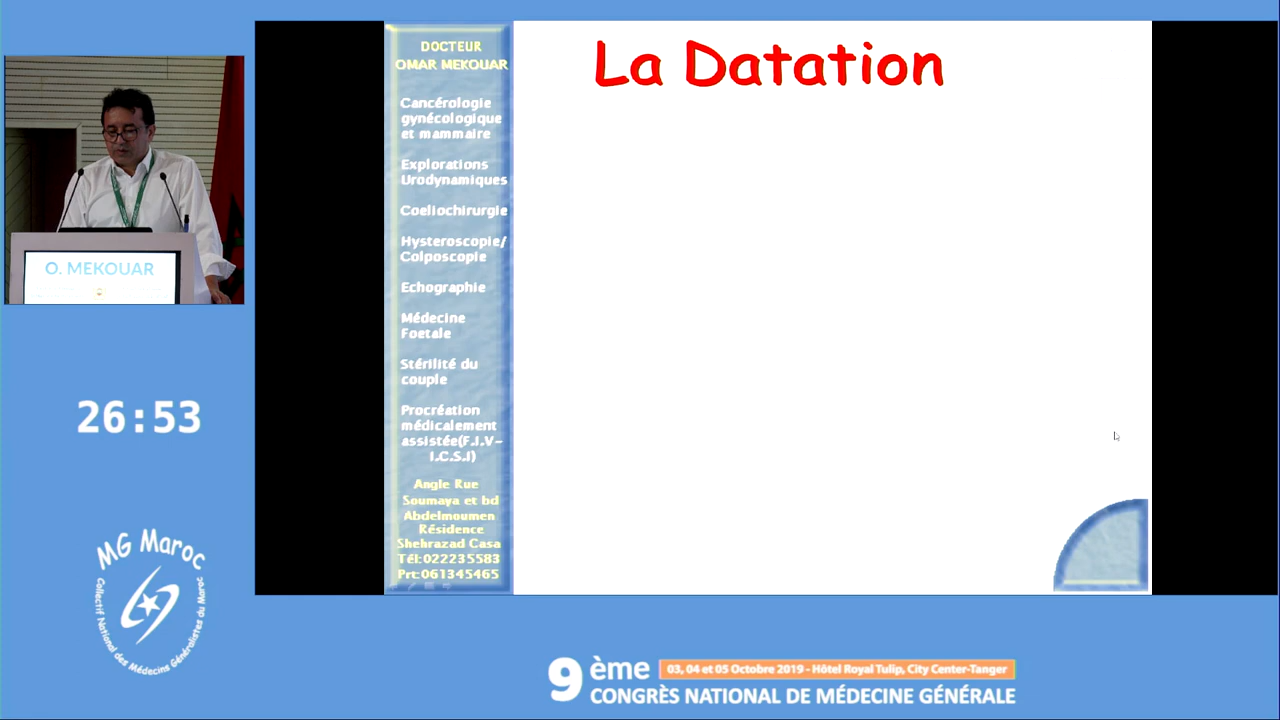 O. MEKOUAR
26:53
MG Maroc
Collectif National des Médecins Généralistes du Maroc
DOCTEUR
OMAR MEKOUAR
Cancérologie
gynécologique
et mammaire
Explorations
Urodynamiques
Coeliochirurgie
Hysteroscopie/
Colposcopie
Echographie
Médecine
Foetale
Stérilité du
couple
Procréation
médicalement
assistée(F.I.V-
I.C.S.I)
Angle Rue
Soumaya et bd
Abdelmoumen
Résidence
Shehrazad Casa
Tél:022235583
Prt:061345465
La Datation
9 ème
03, 04 et 05 Octobre 2019 - Hôtel Royal Tulip, City Center-Tanger
CONGRÈS NATIONAL DE MÉDECINE GÉNÉRALE